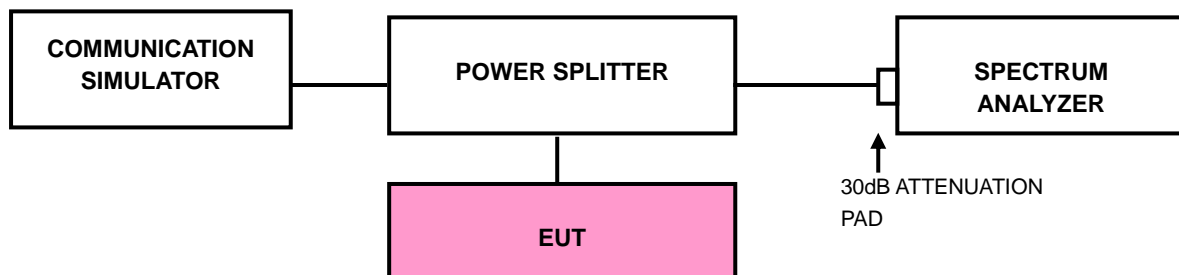 COMMUNICATION
SIMULATOR
POWER SPLITTER
SPECTRUM
ANALYZER
30dB ATTENUATION
PAD
EUT